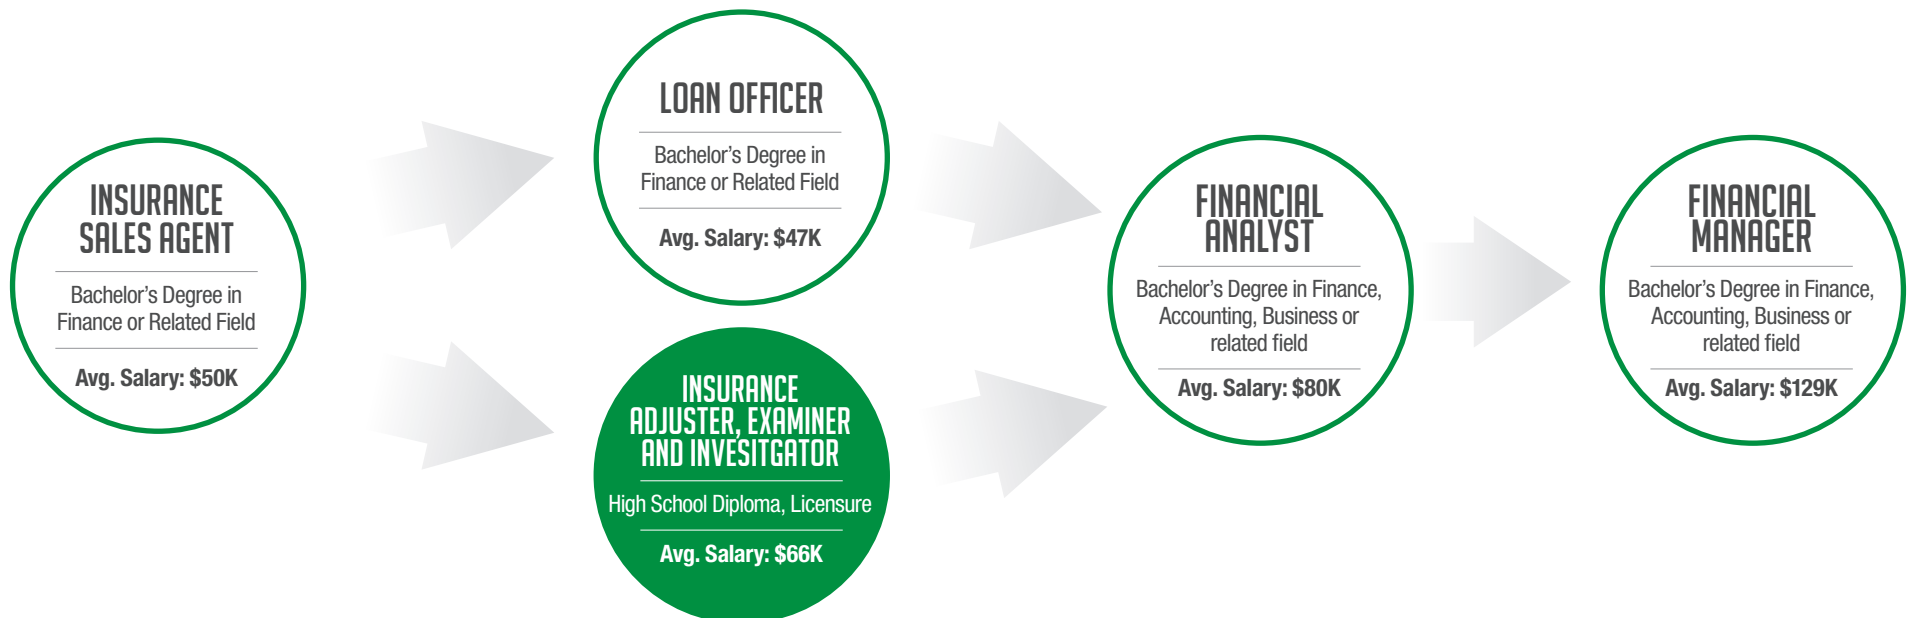 INSURANCE
SALES AGENT
Bachelor's Degree in
Finance or Related Field
Avg. Salary: $50K
LOAN OFFICER
Bachelor's Degree in
Finance or Related Field
Avg. Salary: $47K
INSURANCE
ADJUSTER, EXAMINER
AND INVESITGATOR
High School Diploma, Licensure
Avg. Salary: $66K
FINANCIAL
ANALYST
Bachelor's Degree in Finance,
Accounting, Business or
related field
Avg. Salary: $80K
FINANCIAL
MANAGER
Bachelor's Degree in Finance,
Accounting, Business or
related field
Avg. Salary: $129K